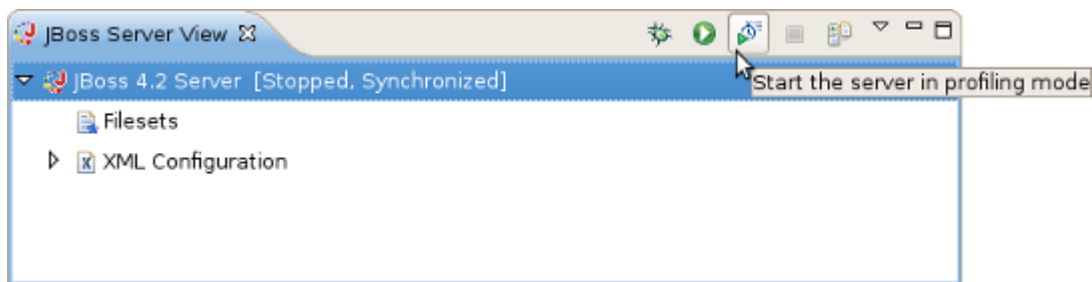 JBoss Server View
JBoss 4.2 Server [Stopped, Synchronized]
Start the server in profiling mode
Filesets
XML Configuration